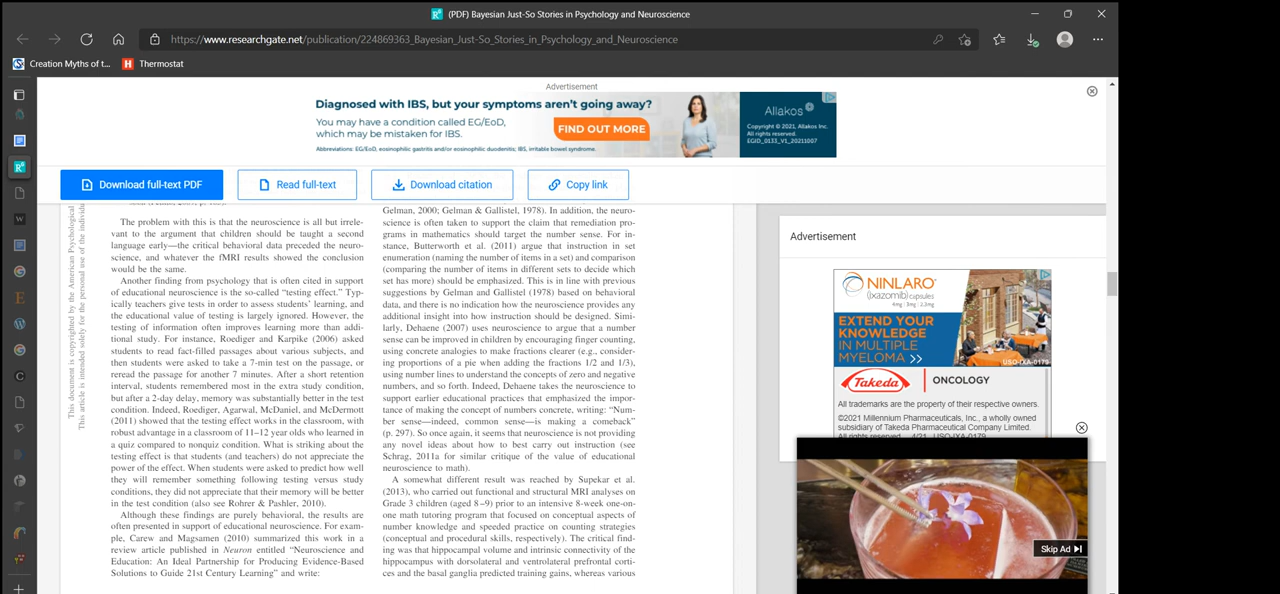 (PDF) Bayesian Just-So Stories in Psychology and Neuroscience
https://www.researchgate.net/publication/224869363_Bayesian_Just-So_Stories_in_Psychology_and_Neuroscience
Creation Myths of t...
Thermostat
Advertisement
Diagnosed with IBS, but your symptoms aren't going away?
You may have a condition called EG/EoD,
which may be mistaken for IBS.
FIND OUT MORE
Abbreviations: EG/EoD, eosinophilic gastritis and/or eosinophilic duodenitis; IBS, irritable bowel syndrome.
Allakos
Copyright © 2021, Allakos Inc.
All rights reserved.
EGID_0133_V1_20211007
Download full-text PDF
Read full-text
Download citation
Copy link
This document is copyrighted by the American Psychological
This article is intended solely for the personal use of the individu
The problem with this is that the neuroscience is all but irrele-
vant to the argument that children should be taught a second
language early—the critical behavioral data preceded the neuro-
science, and whatever the fMRI results showed the conclusion
would be the same.
Another finding from psychology that is often cited in support
of educational neuroscience is the so-called "testing effect." Typ-
ically teachers give tests in order to assess students' learning, and
the educational value of testing is largely ignored. However, the
testing of information often improves learning more than addi-
tional study. For instance, Roediger and Karpike (2006) asked
students to read fact-filled passages about various subjects, and
then students were asked to take a 7-min test on the passage, or
reread the passage for another 7 minutes. After a short retention
interval, students remembered most in the extra study condition,
but after a 2-day delay, memory was substantially better in the test
condition. Indeed, Roediger, Agarwal, McDaniel, and McDermott
(2011) showed that the testing effect works in the classroom, with
robust advantage in a classroom of 11–12 year olds who learned in
a quiz compared to nonquiz condition. What is striking about the
testing effect is that students (and teachers) do not appreciate the
power of the effect. When students were asked to predict how well
they will remember something following testing versus study
conditions, they did not appreciate that their memory will be better
in the test condition (also see Rohrer & Pashler, 2010).
Although these findings are purely behavioral, the results are
often presented in support of educational neuroscience. For exam-
ple, Carew and Magsamen (2010) summarized this work in a
review article published in Neuron entitled "Neuroscience and
Education: An Ideal Partnership for Producing Evidence-Based
Solutions to Guide 21st Century Learning" and write:
Gelman, 2000; Gelman & Gallistel, 1978). In addition, the neuro-
science is often taken to support the claim that remediation pro-
grams in mathematics should target the number sense. For in-
stance, Butterworth et al. (2011) argue that instruction in set
enumeration (naming the number of items in a set) and comparison
(comparing the number of items in different sets to decide which
set has more) should be emphasized. This is in line with previous
suggestions by Gelman and Gallistel (1978) based on behavioral
data, and there is no indication how the neuroscience provides any
additional insight into how instruction should be designed. Simi-
larly, Dehaene (2007) uses neuroscience to argue that a number
sense can be improved in children by encouraging finger counting,
using concrete analogies to make fractions clearer (e.g., consider-
ing proportions of a pie when adding the fractions 1/2 and 1/3),
using number lines to understand the concepts of zero and negative
numbers, and so forth. Indeed, Dehaene takes the neuroscience to
support earlier educational practices that emphasized the impor-
tance of making the concept of numbers concrete, writing: "Num-
ber sense—indeed, common sense—is making a comeback"
(p. 297). So once again, it seems that neuroscience is not providing
any novel ideas about how to best carry out instruction (see
Schrag, 2011a for similar critique of the value of educational
neuroscience to math).
A somewhat different result was reached by Supekar et al.
(2013), who carried out functional and structural MRI analyses on
Grade 3 children (aged 8–9) prior to an intensive 8-week one-on-
one math tutoring program that focused on conceptual aspects of
number knowledge and speeded practice on counting strategies
(conceptual and procedural skills, respectively). The critical find-
ing was that hippocampal volume and intrinsic connectivity of the
hippocampus with dorsolateral and ventrolateral prefrontal corti-
ces and the basal ganglia predicted training gains, whereas various
Advertisement
NINLARO
(ixazomib) capsules
4mg | 3mg | 2.3mg
EXTEND YOUR
KNOWLEDGE
IN MULTIPLE
MYELOMA >>
USO-IXA-0179
Takeda
ONCOLOGY
All trademarks are the property of their respective owners.
©2021 Millennium Pharmaceuticals, Inc., a wholly owned
subsidiary of Takeda Pharmaceutical Company Limited.
All rights reserved. 4/21 USO-IXA-0179
Skip Ad